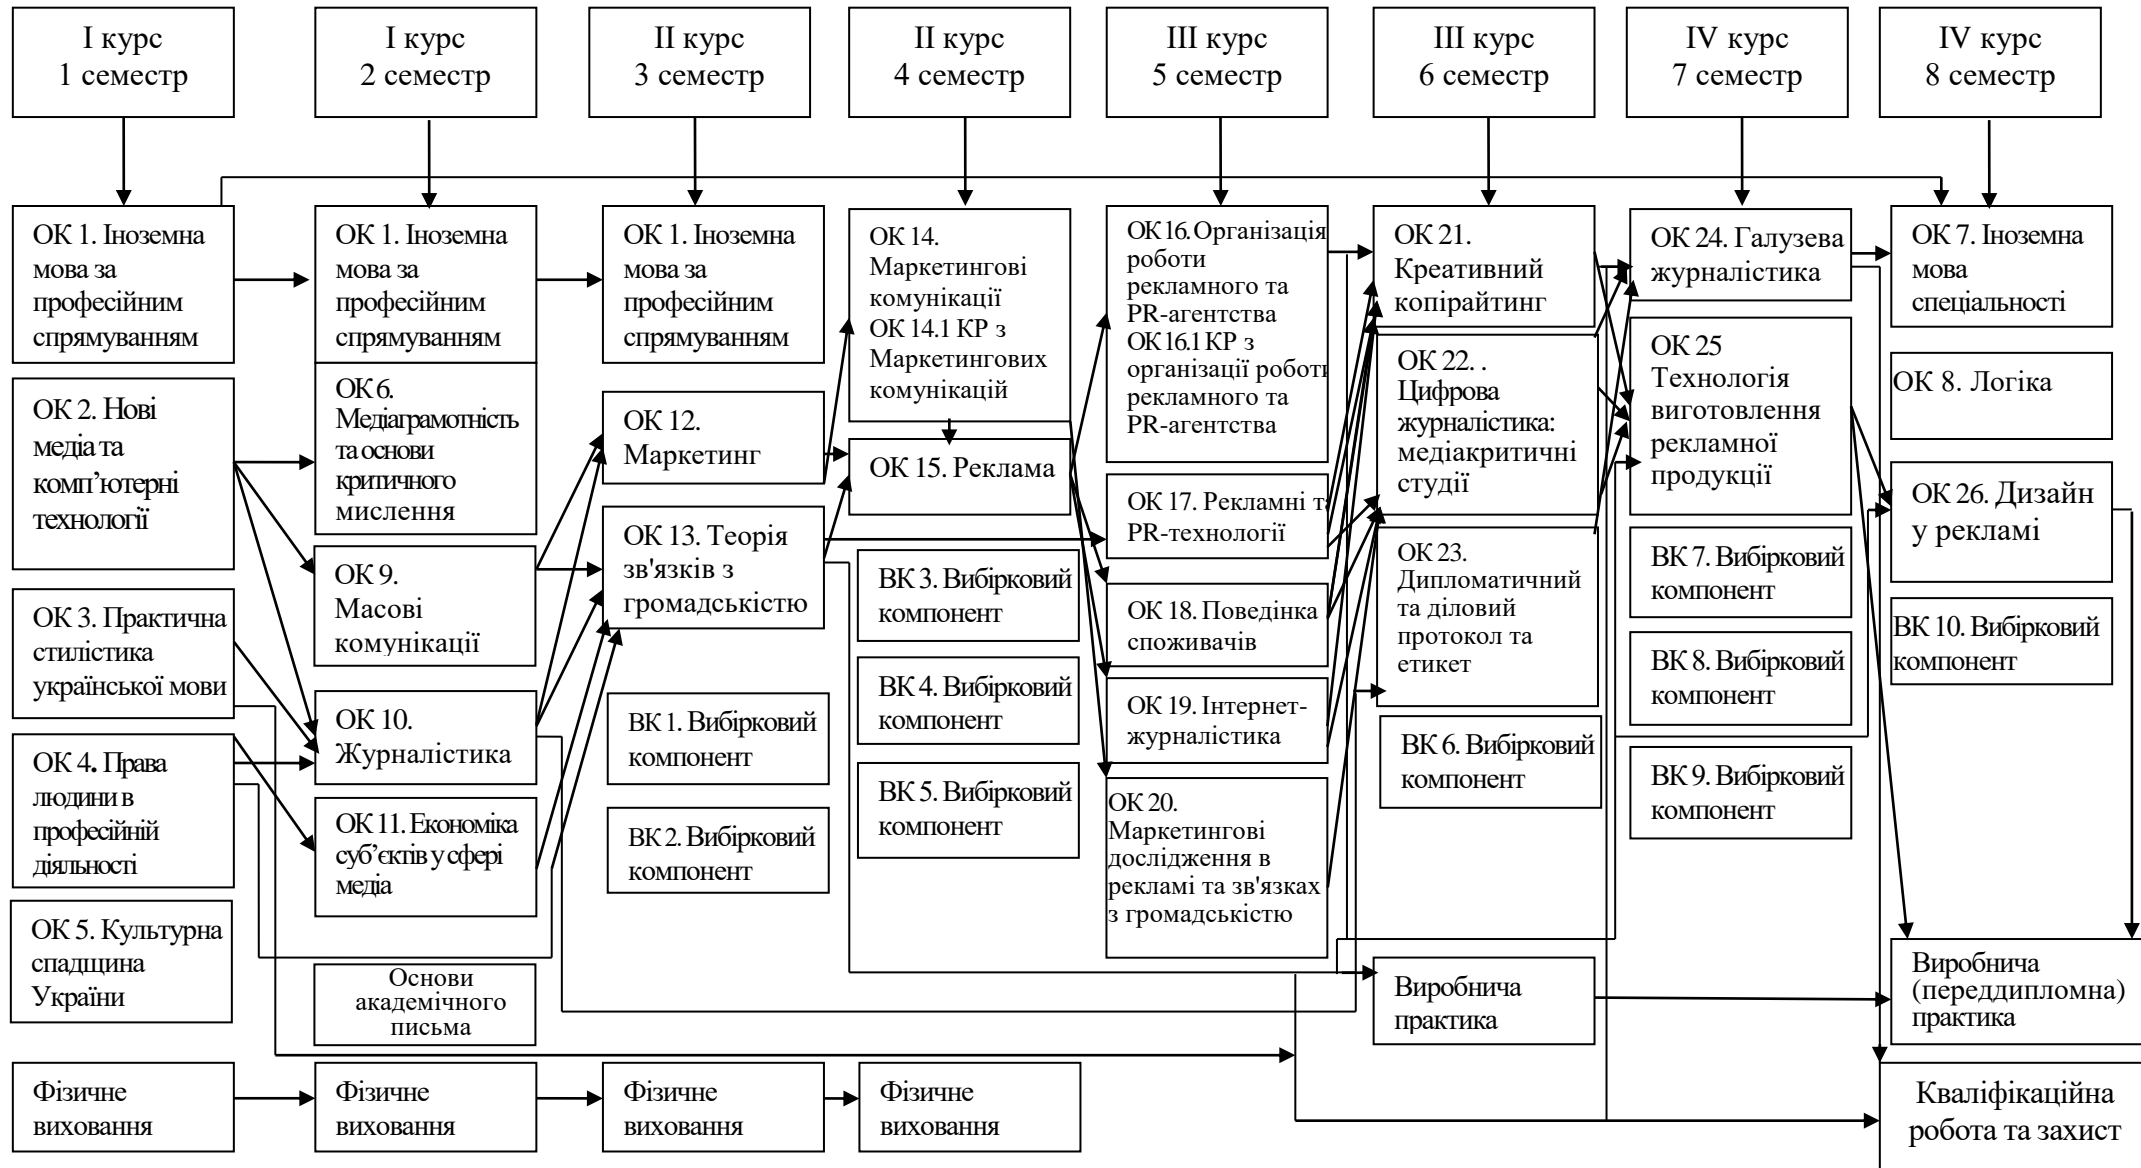 І курс
1 семестр
І курс
2 семестр
ІІ курс
3 семестр
ІІ курс
4 семестр
ІІІ курс
5 семестр
ІІІ курс
6 семестр
IV курс
7 семестр
IV курс
8 семестр
ОК 1. Іноземна
мова за
професійним
спрямуванням
ОК 2. Нові
медіа та
комп’ютерні
технології
ОК 3. Практична
стилістика
української мови
ОК 4. Права
людини в
професійній
діяльності
ОК 5. Культурна
спадщина
України
Фізичне
виховання
ОК 1. Іноземна
мова за
професійним
спрямуванням
ОК 6.
Медіаграмотність
та основи
критичного
мислення
ОК 9.
Масові
комунікації
ОК 10.
Журналістика
ОК 11. Економіка
суб’єктів у сфері
медіа
Основи
академічного
письма
Фізичне
виховання
ОК 1. Іноземна
мова за
професійним
спрямуванням
ОК 12.
Маркетинг
ОК 13. Теорія
зв'язків з
громадськістю
ВК 1. Вибірковий
компонент
ВК 2. Вибірковий
компонент
Фізичне
виховання
ОК 14.
Маркетингові
комунікації
ОК 14.1 КР з
Маркетингових
комунікацій
ОК 15. Реклама
ВК 3. Вибірковий
компонент
ВК 4. Вибірковий
компонент
ВК 5. Вибірковий
компонент
Фізичне
виховання
ОК 16. Організація
роботи
рекламного та
PR-агентства
ОК 16.1 КР з
організації роботи
рекламного та
PR-агентства
ОК 17. Рекламні та
PR-технології
ОК 18. Поведінка
споживачів
ОК 19. Інтернет-
журналістика
ОК 20.
Маркетингові
дослідження в
рекламі та зв'язках
з громадськістю
ОК 21.
Креативний
копірайтинг
ОК 22. .
Цифрова
журналістика:
медіакритичні
студії
ОК 23.
Дипломатичний
та діловий
протокол та
етикет
ВК 6. Вибірковий
компонент
Виробнича
практика
ОК 24. Галузева
журналістика
ОК 25
Технологія
виготовлення
рекламної
продукції
ВК 7. Вибірковий
компонент
ВК 8. Вибірковий
компонент
ВК 9. Вибірковий
компонент
ОК 7. Іноземна
мова
спеціальності
ОК 8. Логіка
ОК 26. Дизайн
у рекламі
ВК 10. Вибірковий
компонент
Виробнича
(переддипломна)
практика
Кваліфікаційна
робота та захист